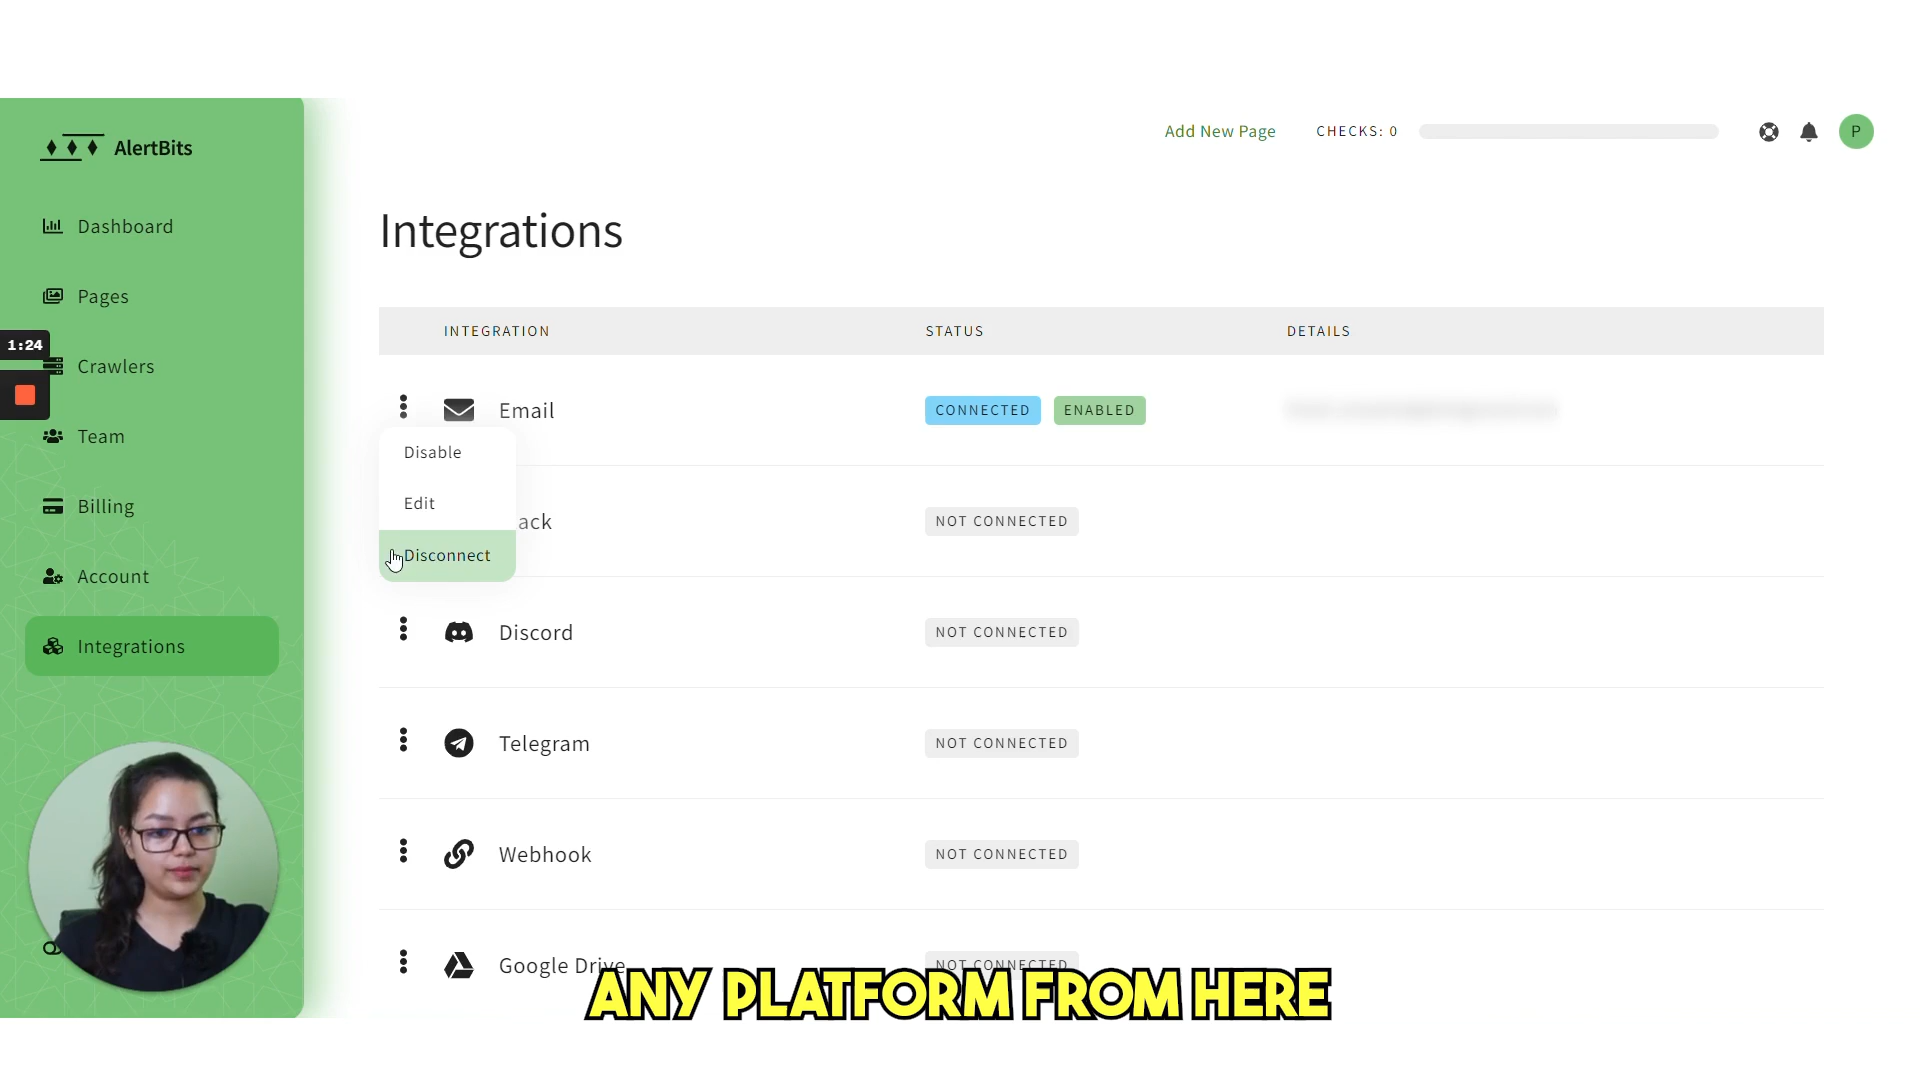 AlertBits
Add New Page
CHECKS: 0
P
Dashboard
Pages
1:24
Crawlers
Team
Billing
Account
Integrations
Integrations
INTEGRATION STATUS DETAILS
Email CONNECTED ENABLED
Disable
Edit
Disconnect
ack NOT CONNECTED
Discord NOT CONNECTED
Telegram NOT CONNECTED
Webhook NOT CONNECTED
Google Drive NOT CONNECTED
ANY PLATFORM FROM HERE